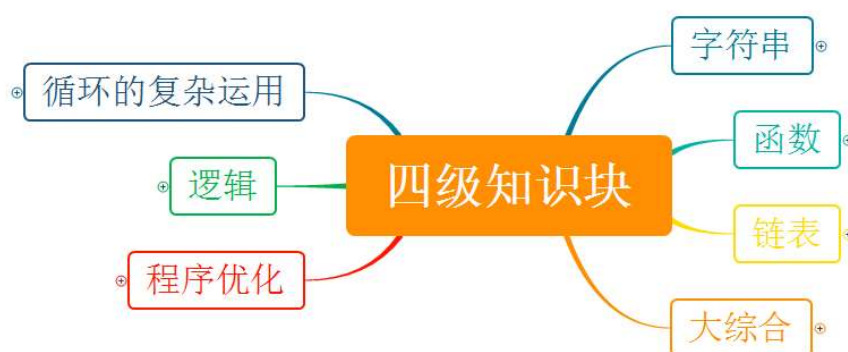 四级知识块
字符串
函数
链表
大综合
循环的复杂运用
逻辑
程序优化